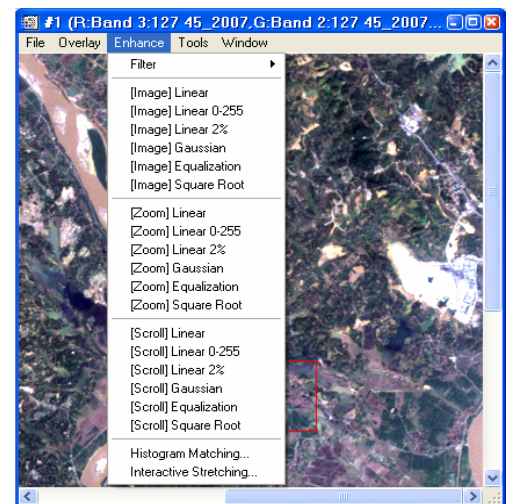 #1 (R:Band 3:127 45_2007,G:Band 2:127 45_2007...
File Overlay Enhance Tools Window
Filter
[Image] Linear
[Image] Linear 0-255
[Image] Linear 2%
[Image] Gaussian
[Image] Equalization
[Image] Square Root
[Zoom] Linear
[Zoom] Linear 0-255
[Zoom] Linear 2%
[Zoom] Gaussian
[Zoom] Equalization
[Zoom] Square Root
[Scroll] Linear
[Scroll] Linear 0-255
[Scroll] Linear 2%
[Scroll] Gaussian
[Scroll] Equalization
[Scroll] Square Root
Histogram Matching...
Interactive Stretching...